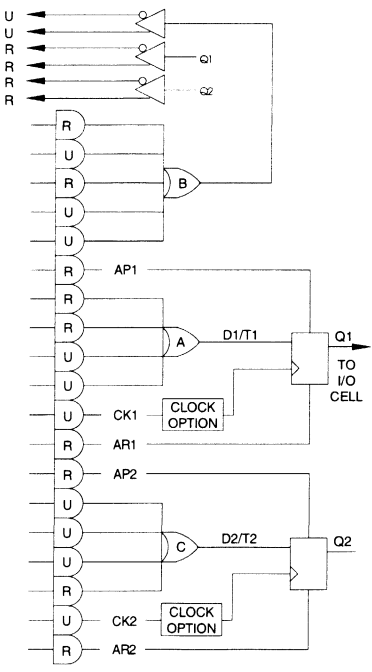 U
U
R
Q1
R
R
Q2
R
R
U
R
B
U
U
R AP1
R
R
A D1/T1 Q1
U
TO
I/O
CELL
U
U CK1 CLOCK
OPTION
R AR1
R AP2
U
U
C D2/T2 Q2
U
R
U CK2 CLOCK
OPTION
R AR2